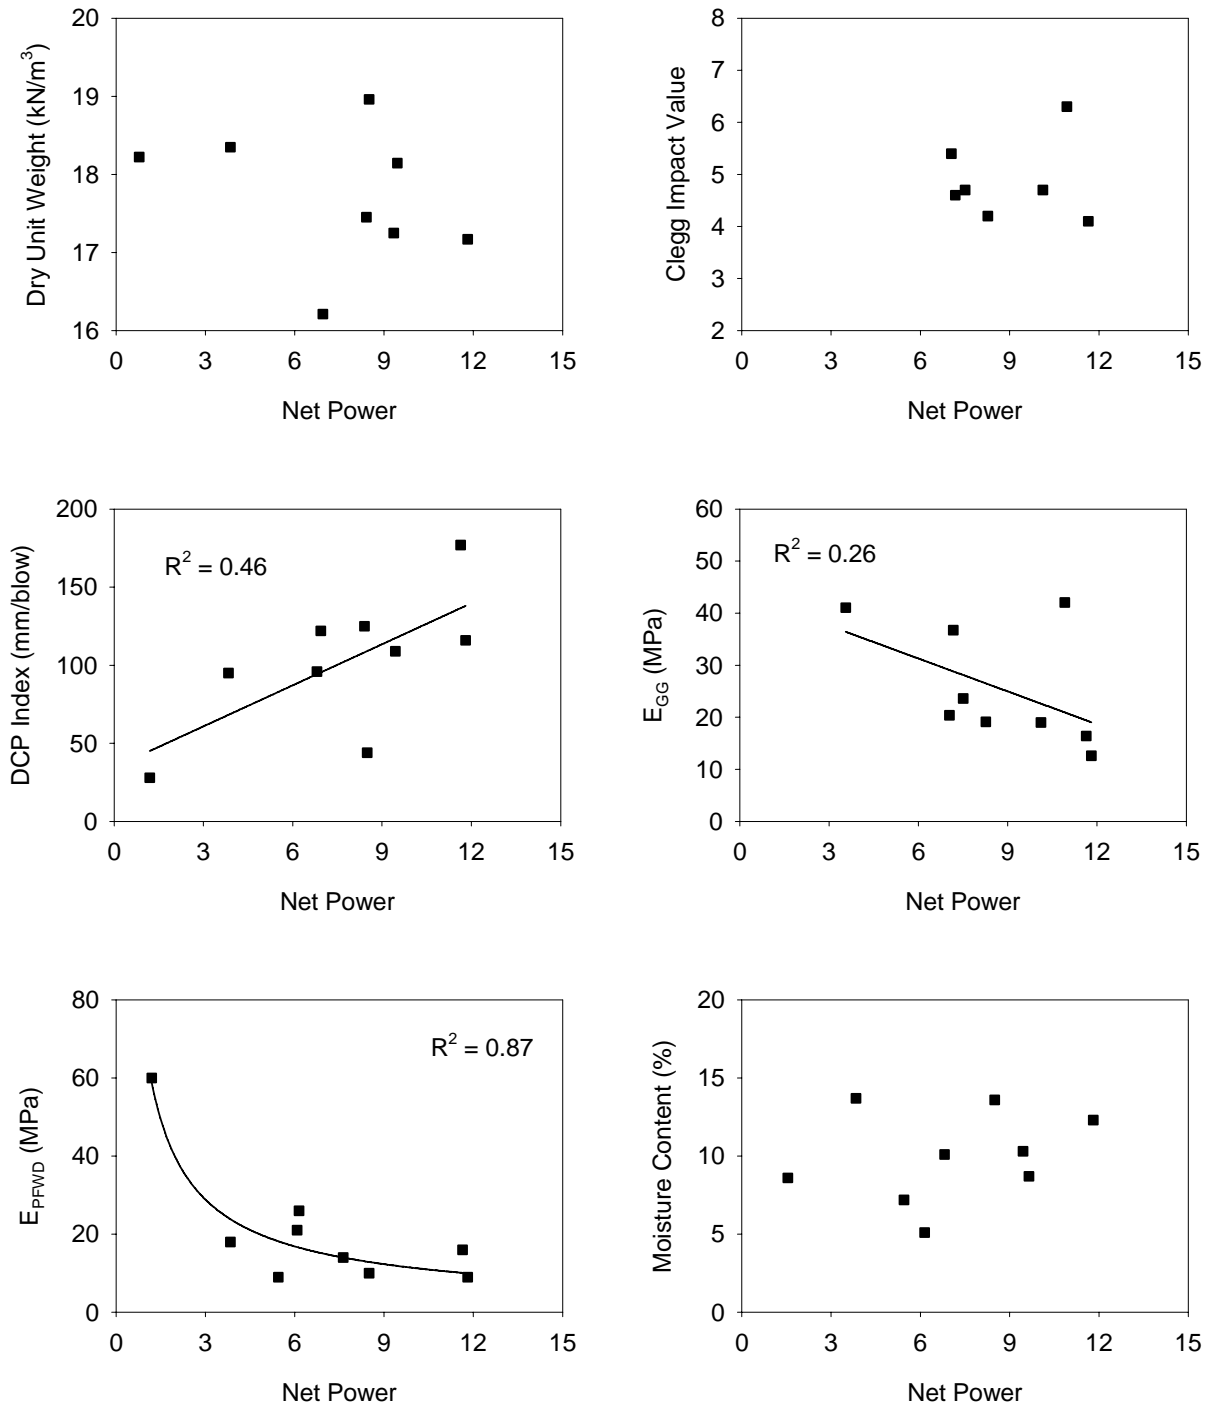 Dry Unit Weight (kN/m³)
20
19
18
17
16
0 3 6 9 12 15
Net Power
Clegg Impact Value
8
7
6
5
4
3
2
0 3 6 9 12 15
Net Power
DCP Index (mm/blow)
200
150
100
50
0
R² = 0.46
0 3 6 9 12 15
Net Power
E_GG (MPa)
60
50
40
30
20
10
0
R² = 0.26
0 3 6 9 12 15
Net Power
E_PFWD (MPa)
80
60
40
20
0
R² = 0.87
0 3 6 9 12 15
Net Power
Moisture Content (%)
20
15
10
5
0
0 3 6 9 12 15
Net Power